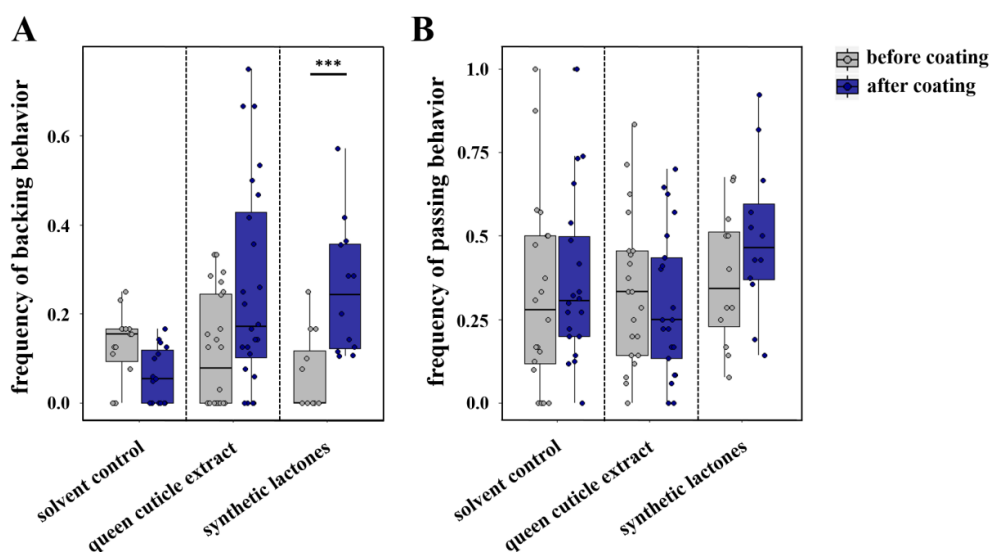 A
frequency of backing behavior
0.6
0.4
0.2
0.0
***
solvent control
queen cuticle extract
synthetic lactones
B
frequency of passing behavior
1.0
0.75
0.5
0.25
0.0
solvent control
queen cuticle extract
synthetic lactones
before coating
after coating